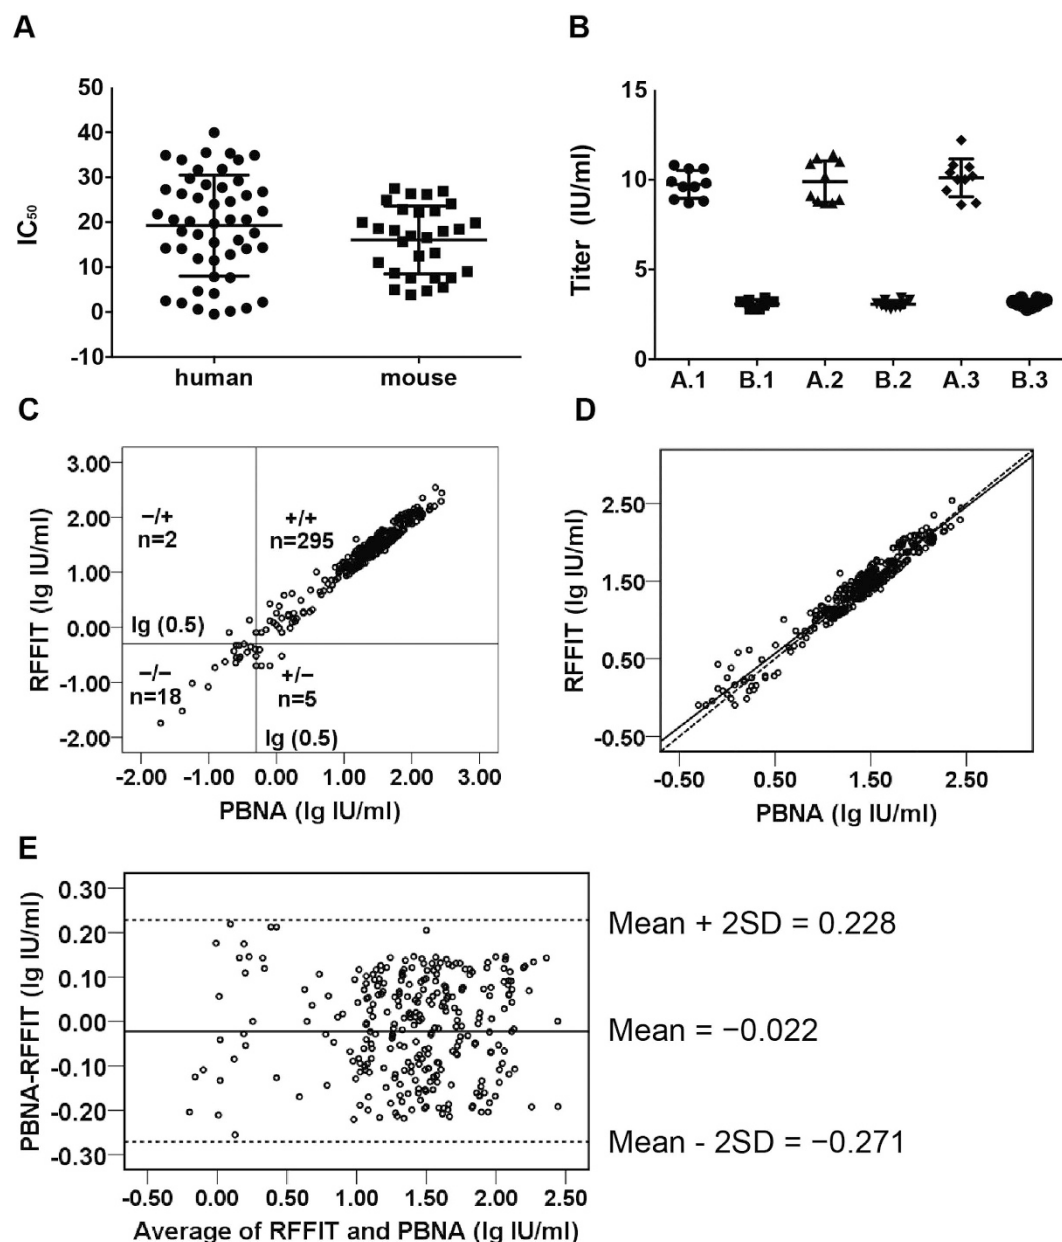 A
50
40
30
20
10
0
-10
IC50
human mouse
B
15
10
5
0
Titer (IU/ml)
A.1 B.1 A.2 B.2 A.3 B.3
C
3.00
2.00
1.00
0.00
-1.00
-2.00
RFFIT (lg IU/ml)
−/+
n=2
+/+
n=295
lg (0.5)
−/−
n=18
+/−
n=5
lg (0.5)
-2.00 -1.00 0.00 1.00 2.00 3.00
PBNA (lg IU/ml)
D
2.50
1.50
0.50
-0.50
RFFIT (lg IU/ml)
-0.50 0.50 1.50 2.50
PBNA (lg IU/ml)
E
0.30
0.20
0.10
0.00
-0.10
-0.20
-0.30
PBNA-RFFIT (lg IU/ml)
Mean + 2SD = 0.228
Mean = −0.022
Mean - 2SD = −0.271
-0.50 0.00 0.50 1.00 1.50 2.00 2.50
Average of RFFIT and PBNA (lg IU/ml)